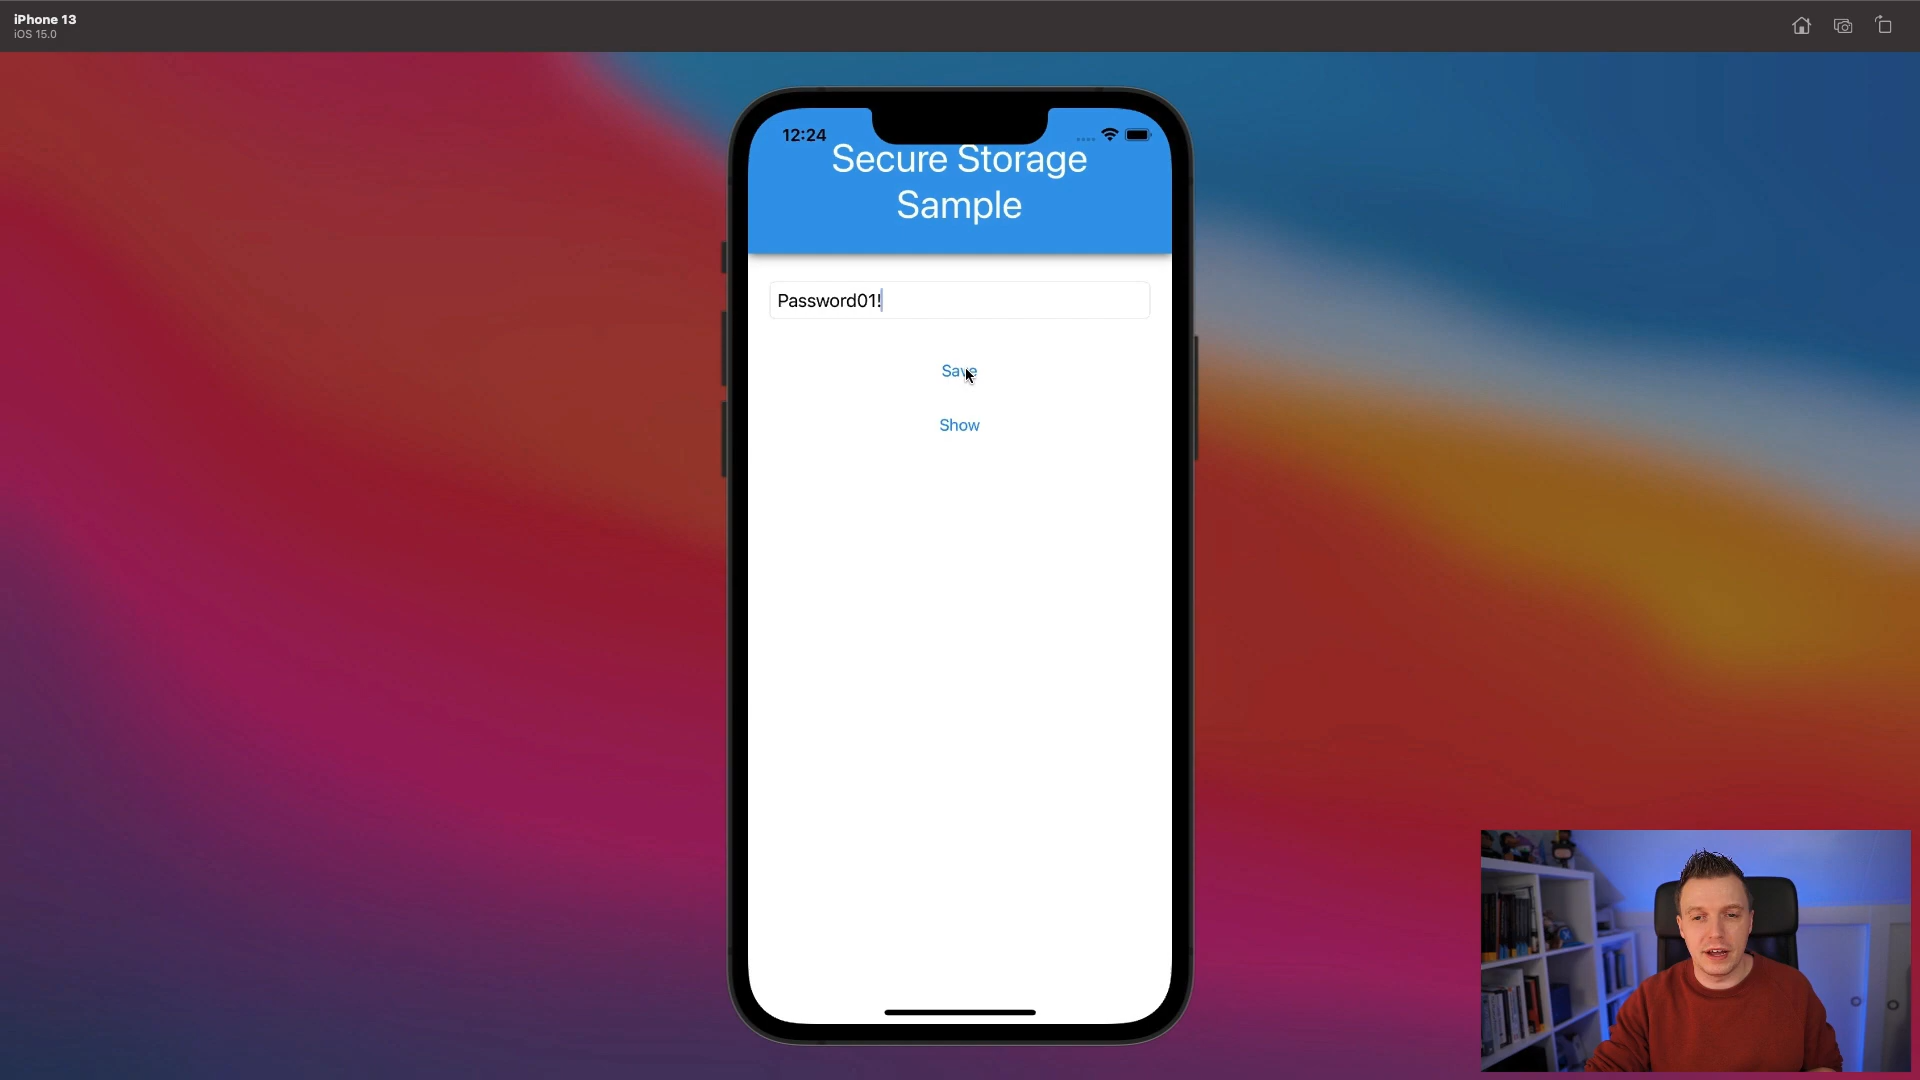 iPhone 13
iOS 15.0
12:24
Secure Storage
Sample
Password01!
Save
Show